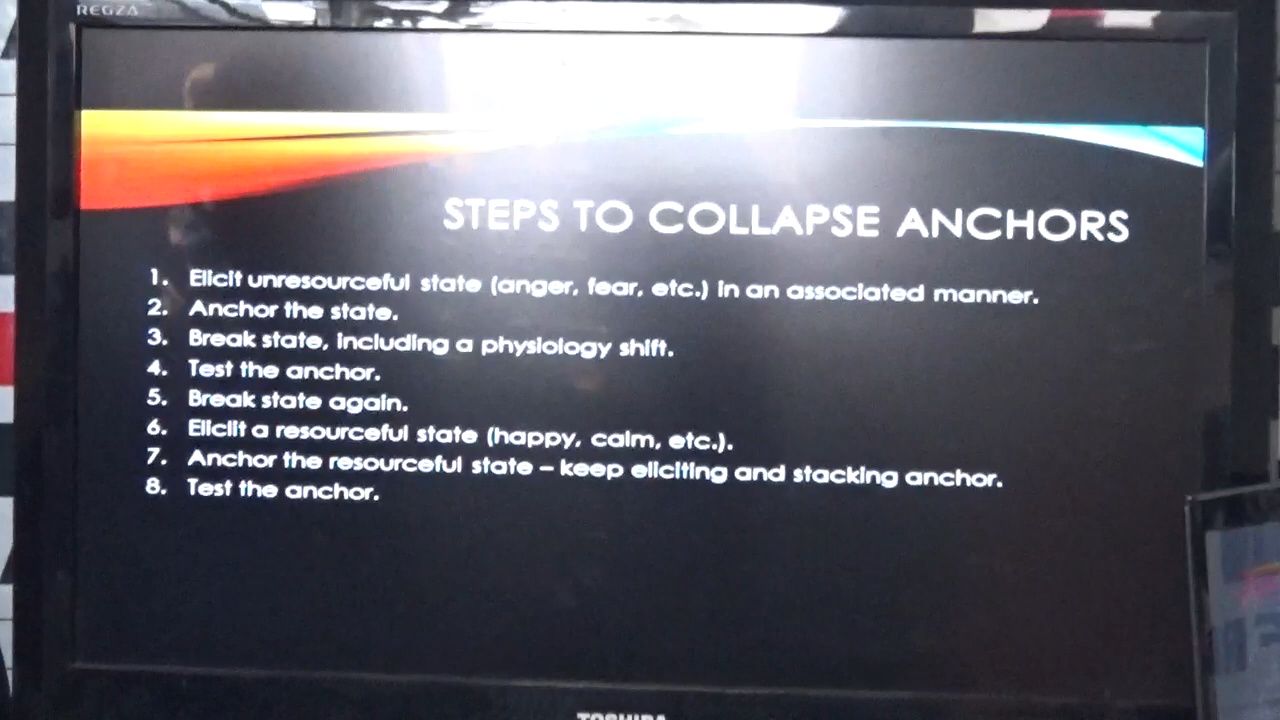 REGZA
STEPS TO COLLAPSE ANCHORS
1. Elicit unresourceful state (anger, fear, etc.) in an associated manner.
2. Anchor the state.
3. Break state, including a physiology shift.
4. Test the anchor.
5. Break state again.
6. Eliclit a resourceful state (happy, calm, etc.).
7. Anchor the resourceful state – keep eliciting and stacking anchor.
8. Test the anchor.
TOSHIBA